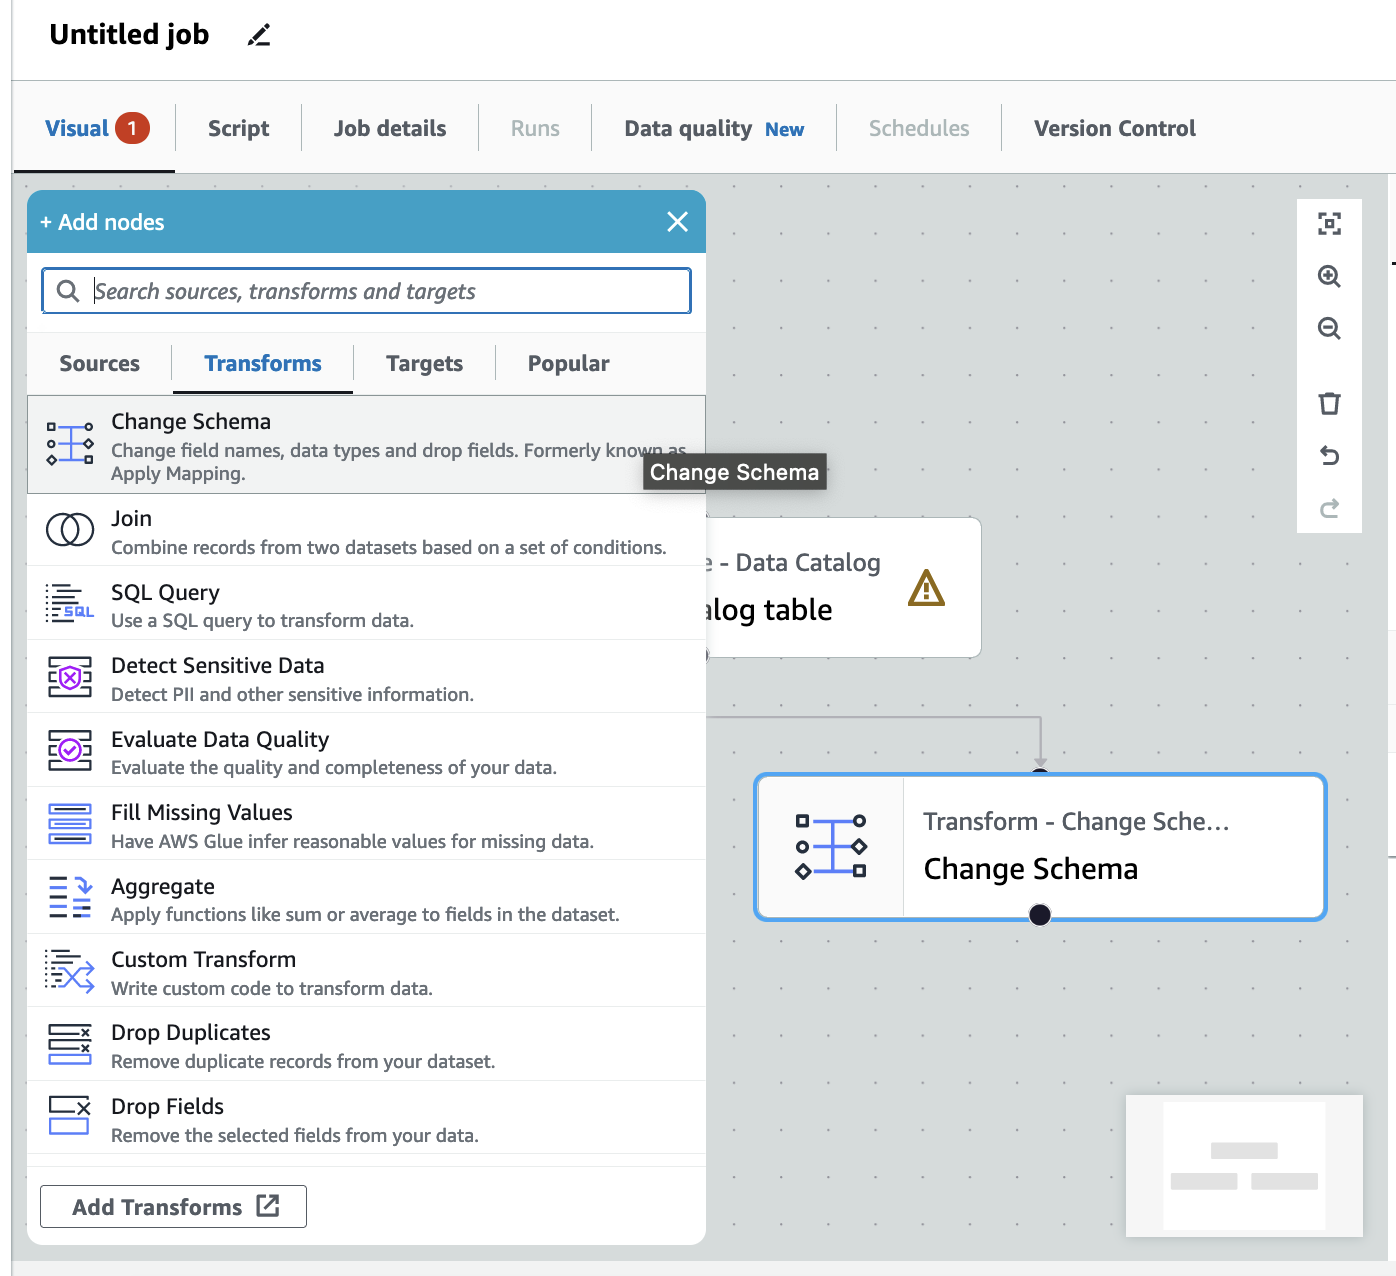 Untitled job
Visual 1
Script
Job details
Runs
Data quality New
Schedules
Version Control
+ Add nodes
Search sources, transforms and targets
Sources
Transforms
Targets
Popular
Change Schema
Change field names, data types and drop fields. Formerly known as
Apply Mapping.
Change Schema
Join
Combine records from two datasets based on a set of conditions.
SQL Query
Use a SQL query to transform data.
Detect Sensitive Data
Detect PII and other sensitive information.
Evaluate Data Quality
Evaluate the quality and completeness of your data.
Fill Missing Values
Have AWS Glue infer reasonable values for missing data.
Aggregate
Apply functions like sum or average to fields in the dataset.
Custom Transform
Write custom code to transform data.
Drop Duplicates
Remove duplicate records from your dataset.
Drop Fields
Remove the selected fields from your data.
Add Transforms
- Data Catalog
table
Transform - Change Sche...
Change Schema
SQL